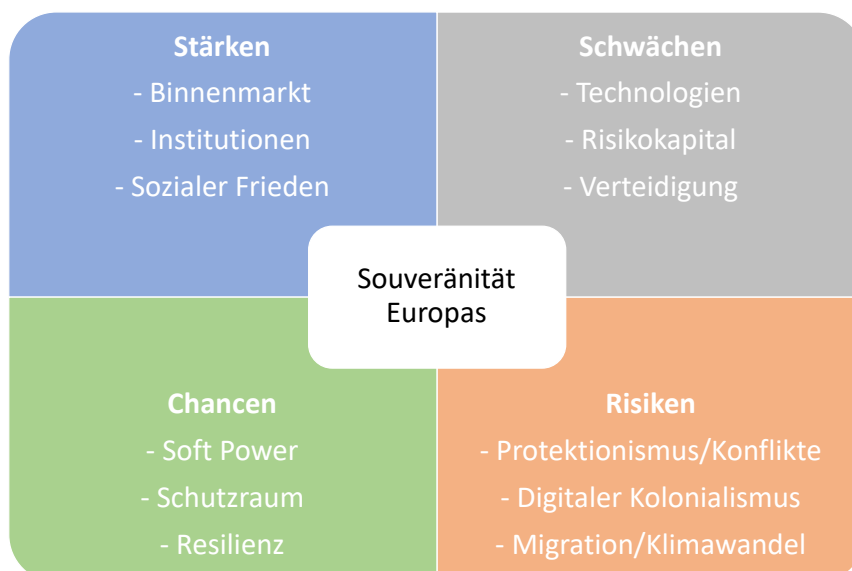 Stärken
- Binnenmarkt
- Institutionen
- Sozialer Frieden
Schwächen
- Technologien
- Risikokapital
- Verteidigung
Souveränität
Europas
Chancen
- Soft Power
- Schutzraum
- Resilienz
Risiken
- Protektionismus/Konflikte
- Digitaler Kolonialismus
- Migration/Klimawandel